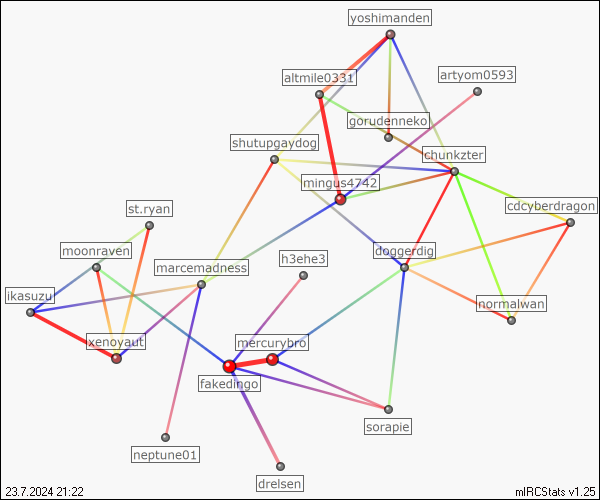 yoshimanden
altmile0331
artyom0593
gorudenneko
shutupgaydog
chunkzter
mingus4742
cdcyberdragon
st.ryan
moonraven
h3ehe3
doggerdig
marcemadness
ikasuzu
normalwan
xenoyaut
mercurybro
fakedingo
sorapie
neptune01
drelsen
23.7.2024 21:22
mIRCStats v1.25